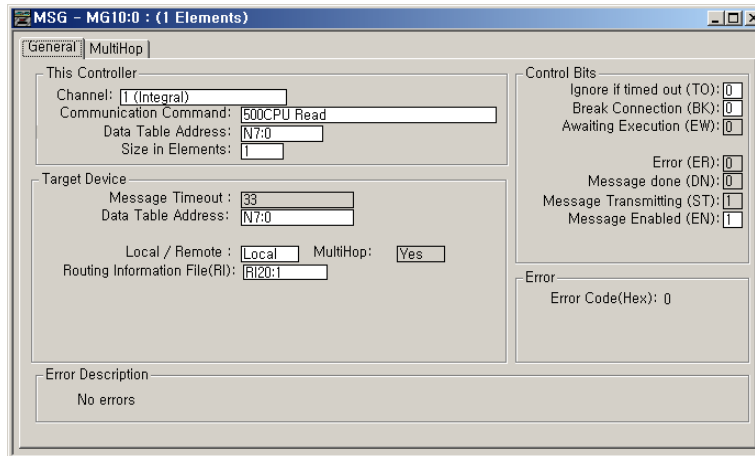 MSG - MG10:0 : (1 Elements)
General MultiHop
This Controller
Channel: 1 (Integral)
Communication Command: 500CPU Read
Data Table Address: N7:0
Size in Elements: 1
Target Device
Message Timeout : 33
Data Table Address: N7:0
Local / Remote : Local MultiHop: Yes
Routing Information File(RI): RI20:1
Control Bits
Ignore if timed out (TO): 0
Break Connection (BK): 0
Awaiting Execution (EW): 0
Error (ER): 0
Message done (DN): 0
Message Transmitting (ST): 1
Message Enabled (EN): 1
Error
Error Code(Hex): 0
Error Description
No errors